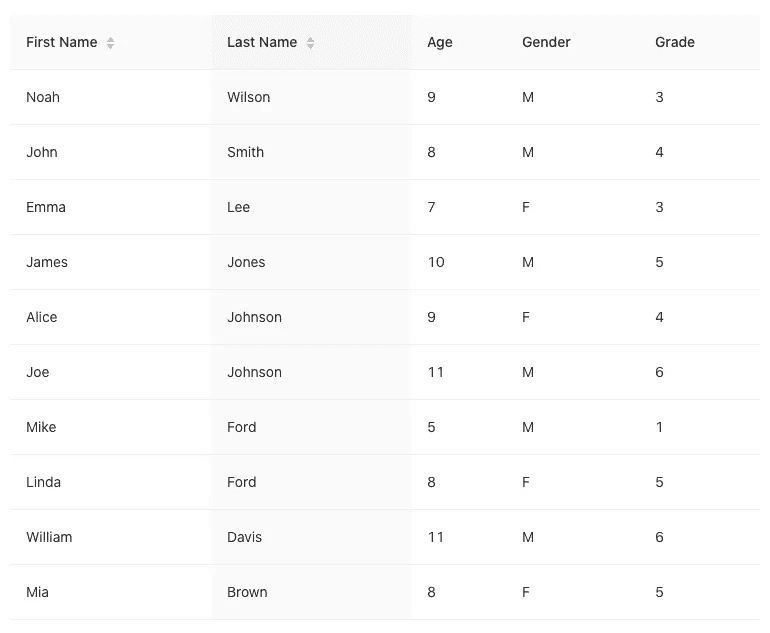 First Name Last Name Age Gender Grade
Noah Wilson 9 M 3
John Smith 8 M 4
Emma Lee 7 F 3
James Jones 10 M 5
Alice Johnson 9 F 4
Joe Johnson 11 M 6
Mike Ford 5 M 1
Linda Ford 8 F 5
William Davis 11 M 6
Mia Brown 8 F 5